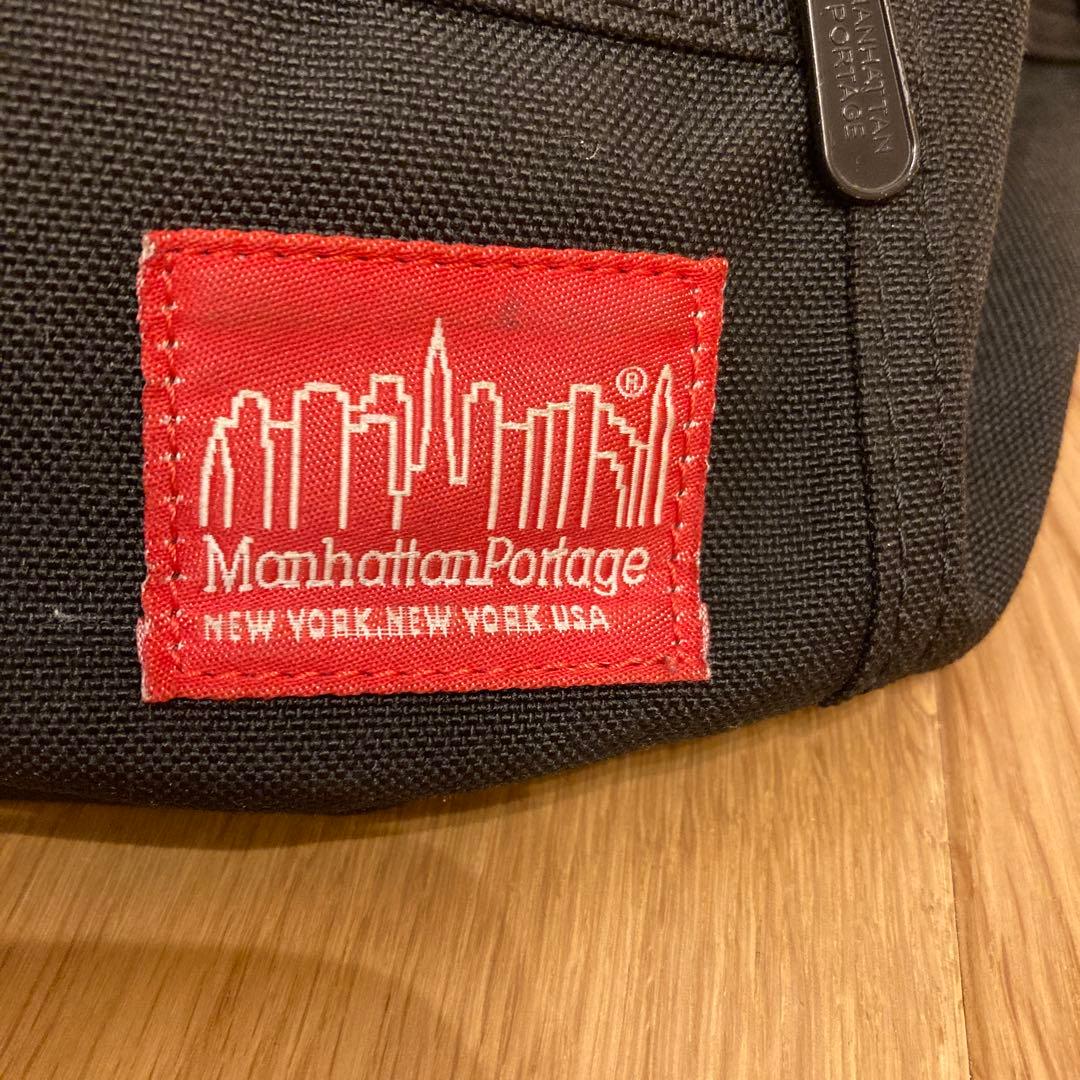 MANHATTAN
PORTAGE
®
ManhattanPortage
NEW YORK, NEW YORK USA